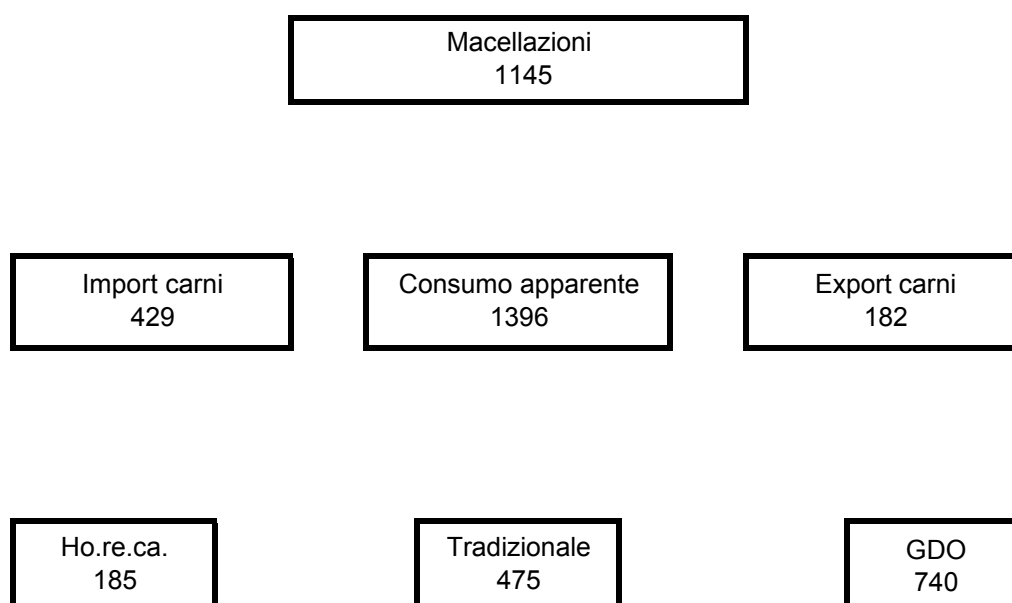 Macellazioni
1145
Import carni
429
Consumo apparente
1396
Export carni
182
Ho.re.ca.
185
Tradizionale
475
GDO
740